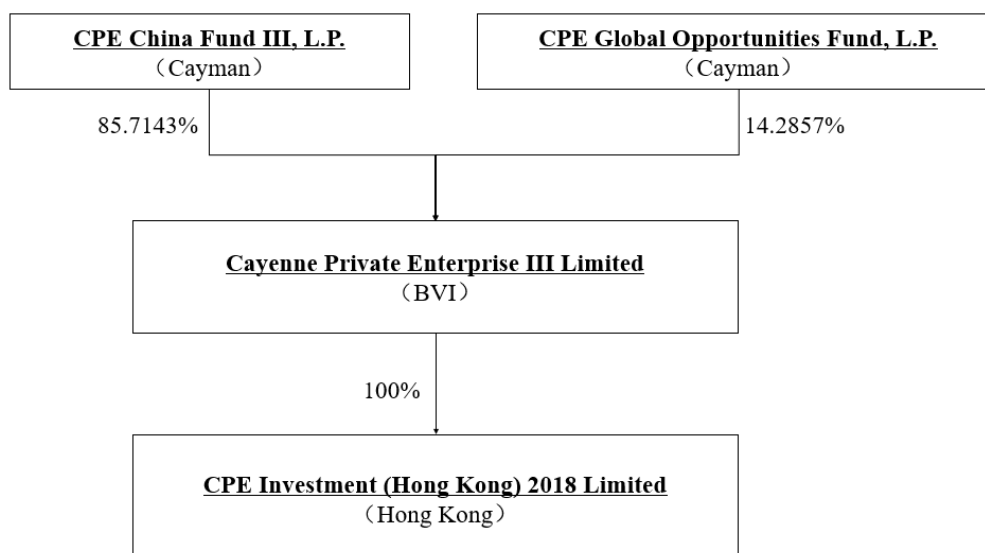 CPE China Fund III, L.P.
（Cayman）
CPE Global Opportunities Fund, L.P.
（Cayman）
85.7143%
14.2857%
Cayenne Private Enterprise III Limited
（BVI）
100%
CPE Investment (Hong Kong) 2018 Limited
（Hong Kong）